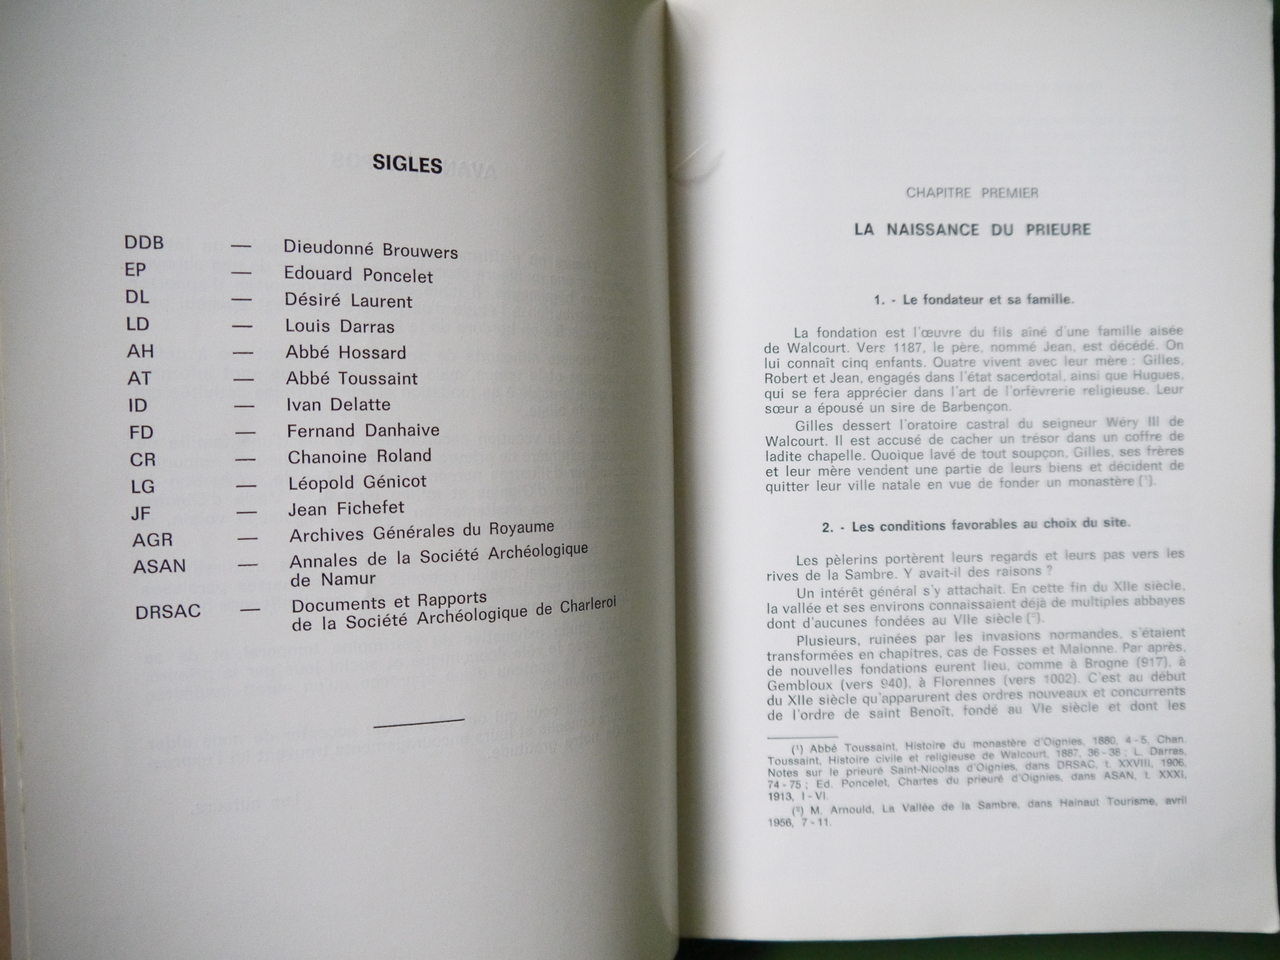 SIGLES
DDB — Dieudonné Brouwers
EP — Edouard Poncelet
DL — Désiré Laurent
LD — Louis Darras
AH — Abbé Hossard
AT — Abbé Toussaint
ID — Ivan Delatte
FD — Fernand Danhaive
CR — Chanoine Roland
LG — Léopold Génicot
JF — Jean Fichefet
AGR — Archives Générales du Royaume
ASAN — Annales de la Société Archéologique
de Namur
DRSAC — Documents et Rapports
de la Société Archéologique de Charleroi
CHAPITRE PREMIER
LA NAISSANCE DU PRIEURE
1. - Le fondateur et sa famille.
La fondation est l'œuvre du fils aîné d'une famille aisée
de Walcourt. Vers 1187, le père, nommé Jean, est décédé. On
lui connaît cinq enfants. Quatre vivent avec leur mère : Gilles,
Robert et Jean, engagés dans l'état sacerdotal, ainsi que Hugues,
qui se fera apprécier dans l'art de l'orfèvrerie religieuse. Leur
sœur a épousé un sire de Barbençon.
Gilles dessert l'oratoire castral du seigneur Wéry III de
Walcourt. Il est accusé de cacher un trésor dans un coffre de
ladite chapelle. Quoique lavé de tout soupçon, Gilles, ses frères
et leur mère vendent une partie de leurs biens et décident de
quitter leur ville natale en vue de fonder un monastère (¹).
2. - Les conditions favorables au choix du site.
Les pèlerins portèrent leurs regards et leurs pas vers les
rives de la Sambre. Y avait-il des raisons ?
Un intérêt général s'y attachait. En cette fin du XIIe siècle,
la vallée et ses environs connaissaient déjà de multiples abbayes
dont d'aucunes fondées au VIIe siècle (²).
Plusieurs, ruinées par les invasions normandes, s'étaient
transformées en chapitres, cas de Fosses et Malonne. Par après,
de nouvelles fondations eurent lieu, comme à Brogne (917), à
Gembloux (vers 940), à Florennes (vers 1002). C'est au début
du XIIe siècle qu'apparurent des ordres nouveaux et concurrents
de l'ordre de saint Benoît, fondé au VIe siècle et dont les
(¹) Abbé Toussaint, Histoire du monastère d'Oignies, 1880, 4-5, Chan.
Toussaint, Histoire civile et religieuse de Walcourt, 1887, 36-38 ; L. Darras,
Notes sur le prieuré Saint-Nicolas d'Oignies, dans DRSAC, t. XXVIII, 1906,
74-75 ; Ed. Poncelet, Chartes du prieuré d'Oignies, dans ASAN, t. XXXI,
1913, I-VI.
(²) M. Arnould, La Vallée de la Sambre, dans Hainaut Tourisme, avril
1956, 7-11.